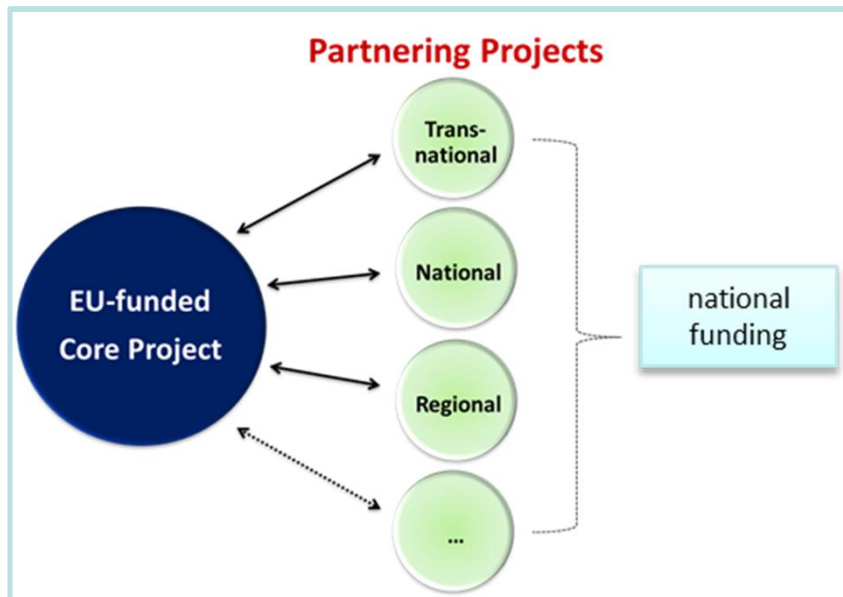 Partnering Projects
Trans-
national
National
Regional
...
EU-funded
Core Project
national
funding